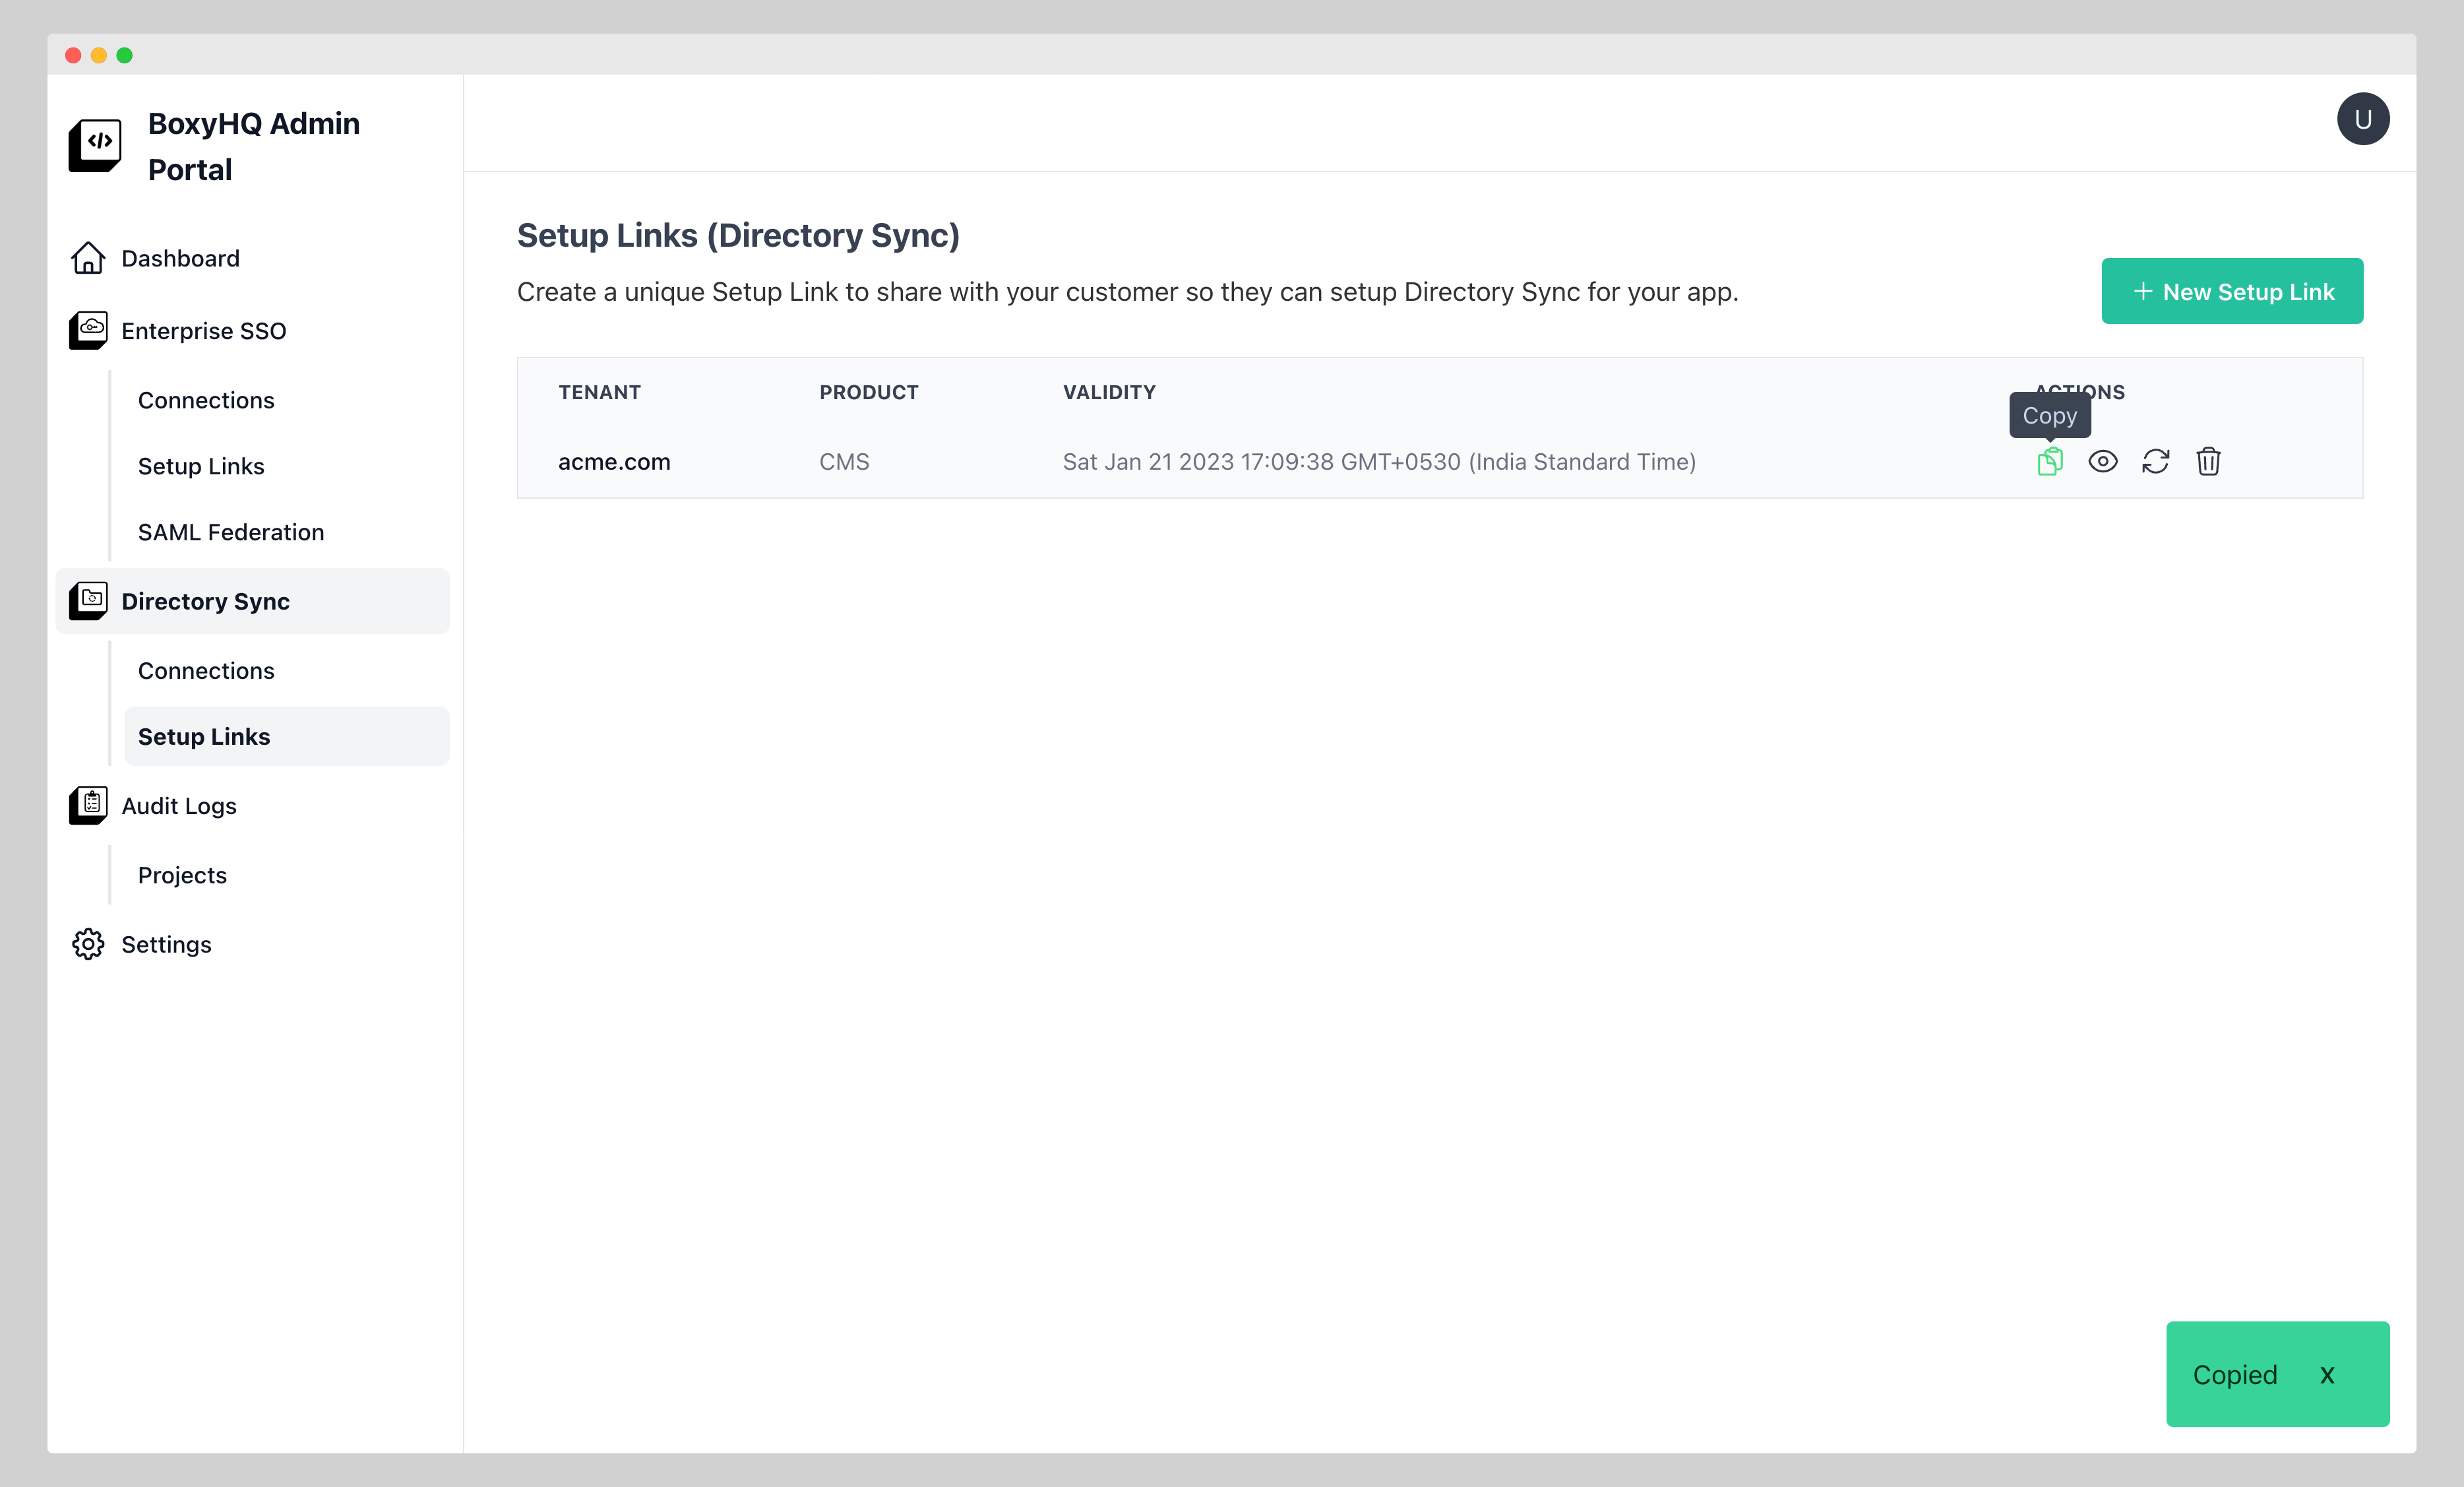 BoxyHQ Admin
Portal
U
Dashboard
Enterprise SSO
Connections
Setup Links
SAML Federation
Directory Sync
Connections
Setup Links
Audit Logs
Projects
Settings
Setup Links (Directory Sync)
Create a unique Setup Link to share with your customer so they can setup Directory Sync for your app.
+ New Setup Link
TENANT PRODUCT VALIDITY ACTIONS
Copy
acme.com CMS Sat Jan 21 2023 17:09:38 GMT+0530 (India Standard Time)
Copied X